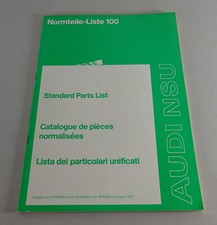 Normteile-Liste 100
Standard Parts List
Catalogue de pièces
normalisées
Lista dei particolari unificati
AUDI NSU